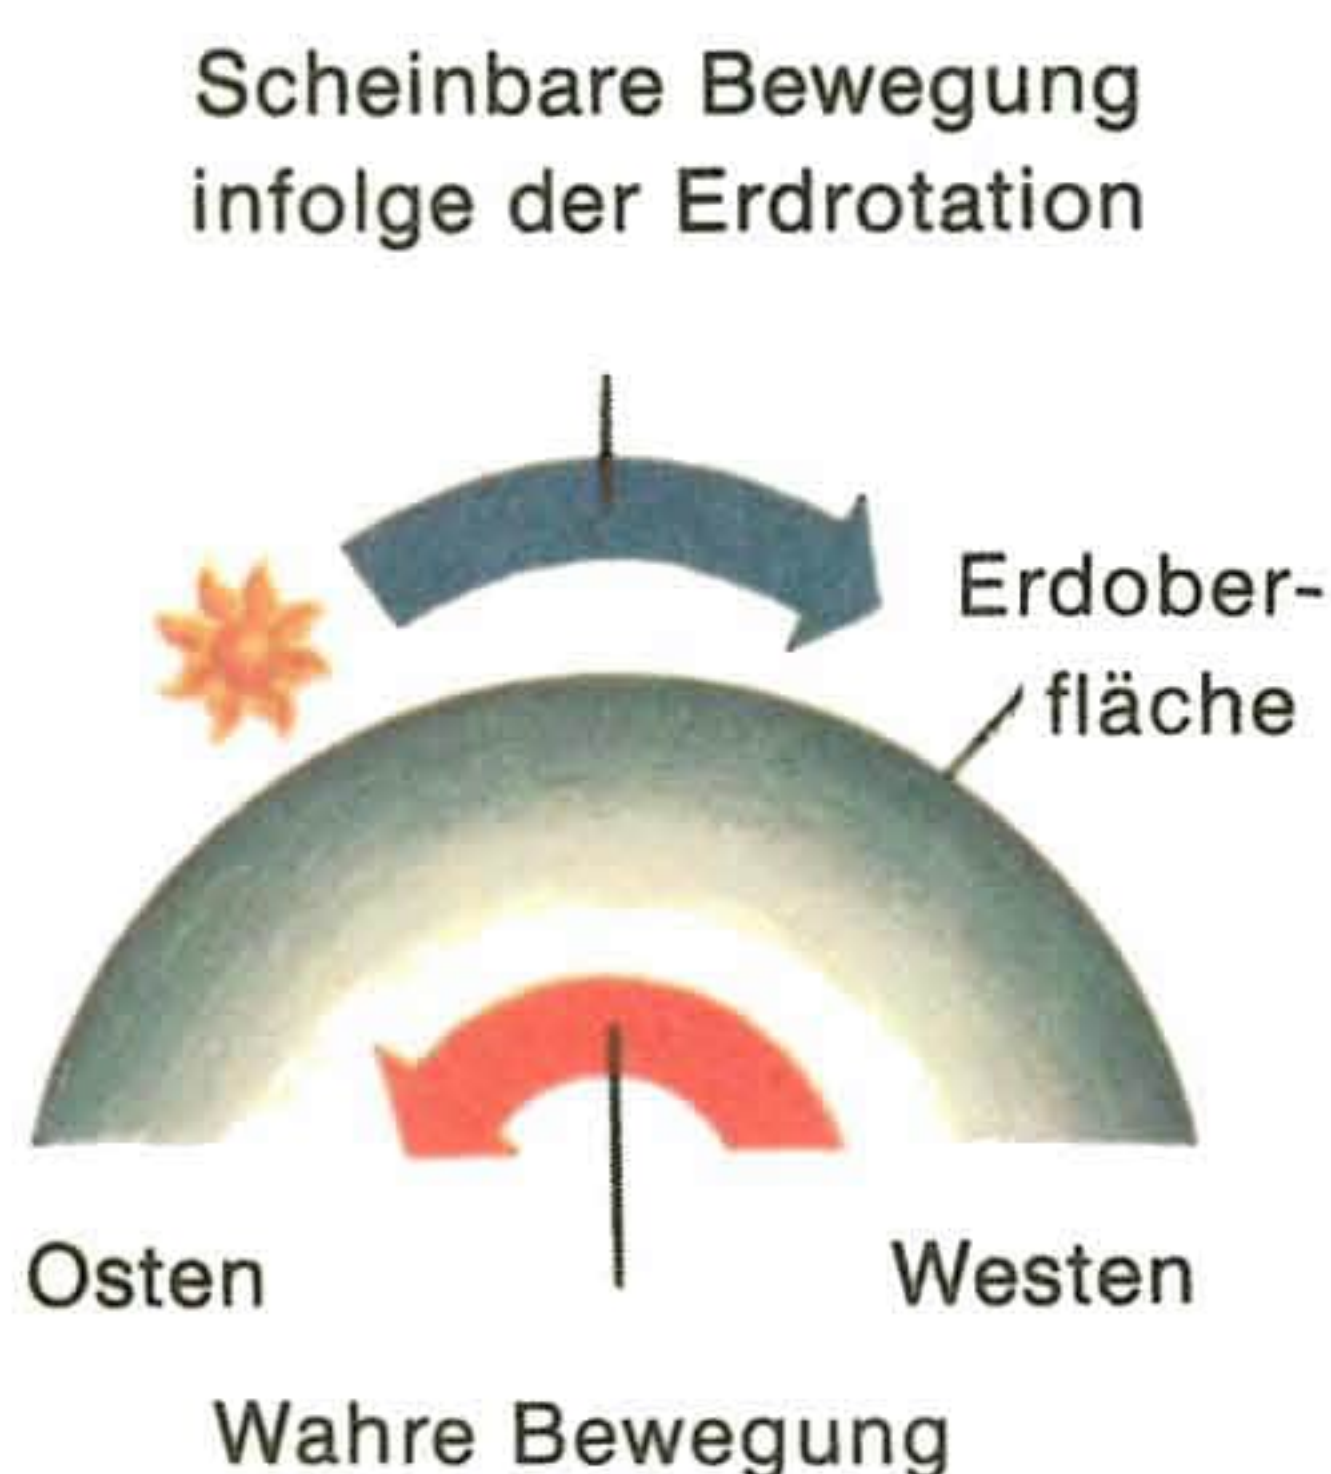 Scheinbare Bewegung
infolge der Erdrotation
Erdober-
fläche
Osten
Westen
Wahre Bewegung